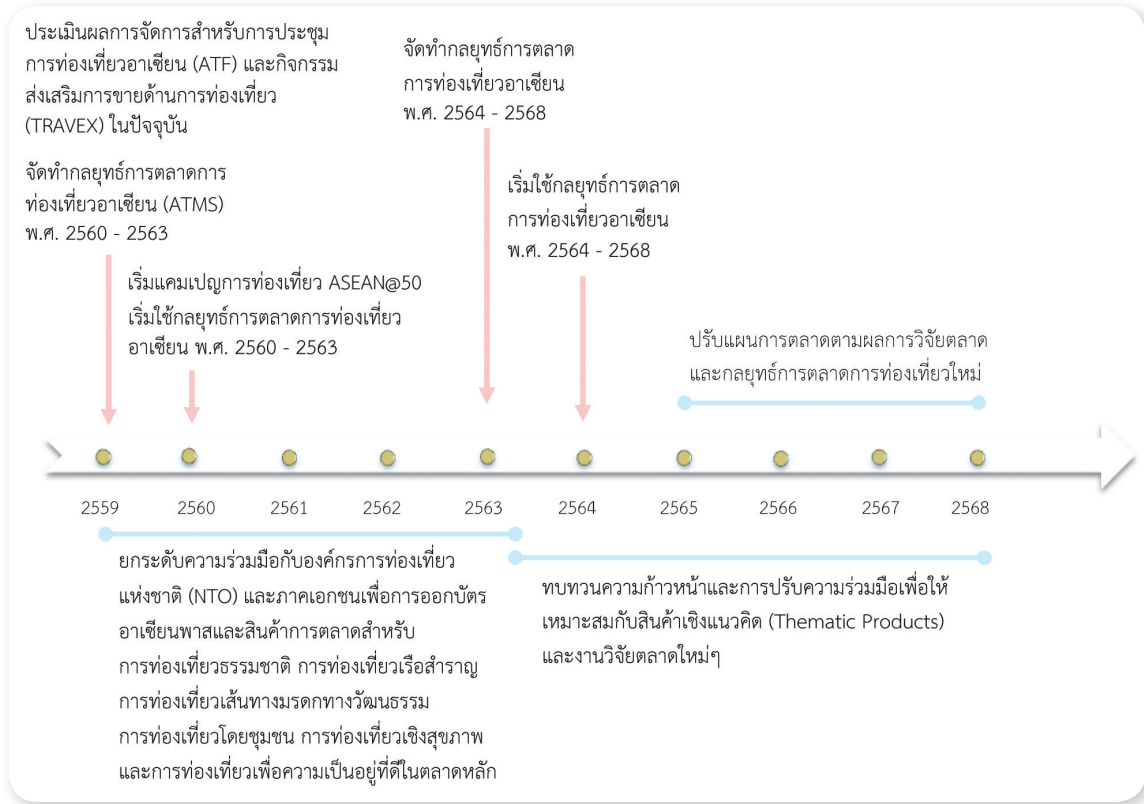 ประเมินผลการจัดการสำหรับการประชุม
การท่องเที่ยวอาเซียน (ATF) และกิจกรรม
ส่งเสริมการขายด้านการท่องเที่ยว
(TRAVEX) ในปัจจุบัน
จัดทำกลยุทธ์การตลาดการ
ท่องเที่ยวอาเซียน (ATMS)
พ.ศ. 2560 - 2563
เริ่มแคมเปญการท่องเที่ยว ASEAN@50
เริ่มใช้กลยุทธ์การตลาดการท่องเที่ยว
อาเซียน พ.ศ. 2560 - 2563
จัดทำกลยุทธ์การตลาด
การท่องเที่ยวอาเซียน
พ.ศ. 2564 - 2568
เริ่มใช้กลยุทธ์การตลาด
การท่องเที่ยวอาเซียน
พ.ศ. 2564 - 2568
ปรับแผนการตลาดตามผลการวิจัยตลาด
และกลยุทธ์การตลาดการท่องเที่ยวใหม่
2559 2560 2561 2562 2563 2564 2565 2566 2567 2568
ยกระดับความร่วมมือกับองค์กรการท่องเที่ยว
แห่งชาติ (NTO) และภาคเอกชนเพื่อการออกบัตร
อาเซียนพาสและสินค้าการตลาดสำหรับ
การท่องเที่ยวธรรมชาติ การท่องเที่ยวเรือสำราญ
การท่องเที่ยวเส้นทางมรดกทางวัฒนธรรม
การท่องเที่ยวโดยชุมชน การท่องเที่ยวเชิงสุขภาพ
และการท่องเที่ยวเพื่อความเป็นอยู่ที่ดีในตลาดหลัก
ทบทวนความก้าวหน้าและการปรับความร่วมมือเพื่อให้
เหมาะสมกับสินค้าเชิงแนวคิด (Thematic Products)
และงานวิจัยตลาดใหม่ๆ